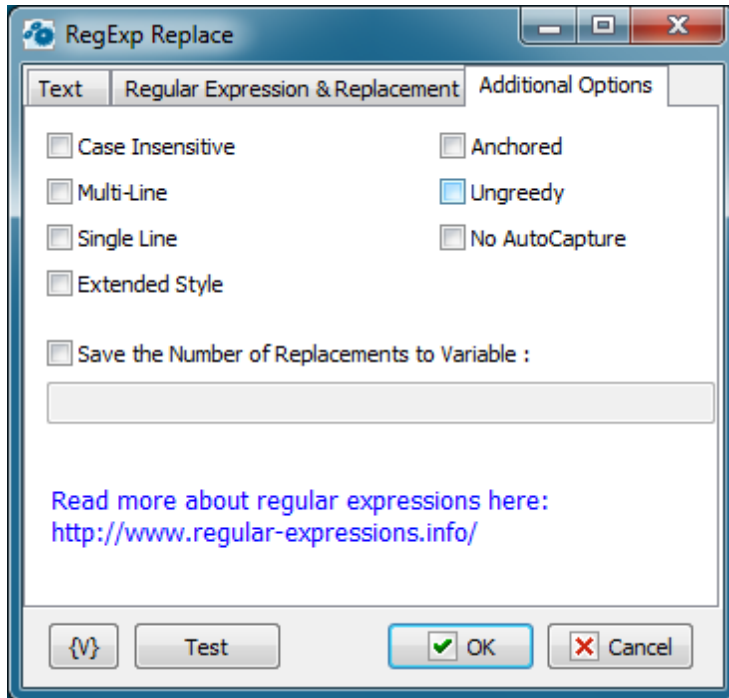 RegExp Replace
Text
Regular Expression & Replacement
Additional Options
Case Insensitive
Anchored
Multi-Line
Ungreedy
Single Line
No AutoCapture
Extended Style
Save the Number of Replacements to Variable :
Read more about regular expressions here:
http://www.regular-expressions.info/
{V}
Test
OK
Cancel